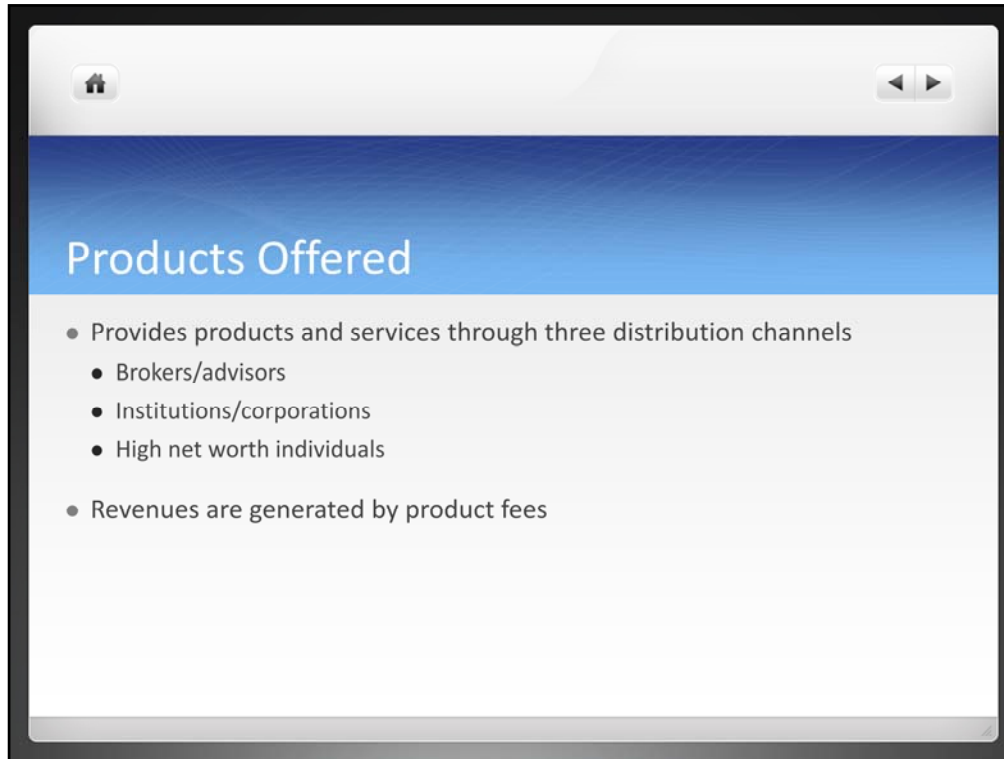 Products Offered
Provides products and services through three distribution channels
Brokers/advisors
Institutions/corporations
High net worth individuals
Revenues are generated by product fees